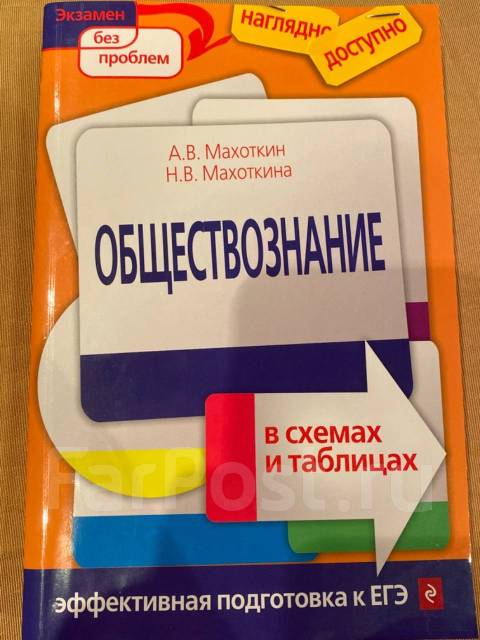 Экзамен
без
проблем
наглядно
доступно
А.В. Махоткин
Н.В. Махоткина
ОБЩЕСТВОЗНАНИЕ
в схемах
и таблицах
FarPost.ru
эффективная подготовка к ЕГЭ